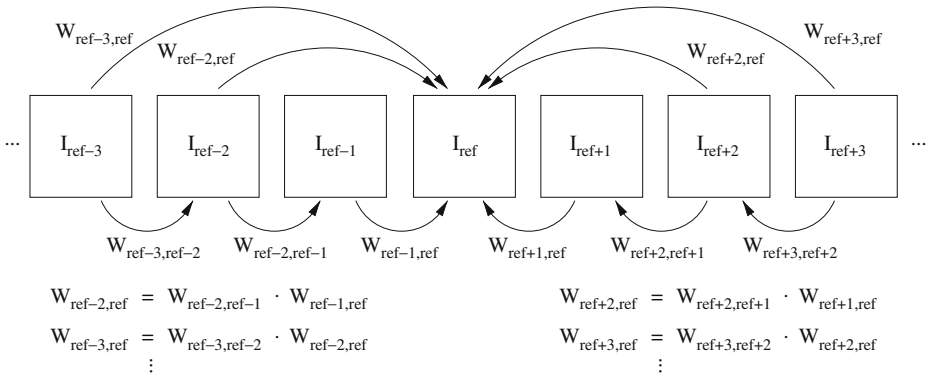 W_ref−3,ref W_ref+3,ref
W_ref−2,ref W_ref+2,ref
... I_ref−3 I_ref−2 I_ref−1 I_ref I_ref+1 I_ref+2 I_ref+3 ...
W_ref−3,ref−2 W_ref−2,ref−1 W_ref−1,ref W_ref+1,ref W_ref+2,ref+1 W_ref+3,ref+2
W_ref−2,ref = W_ref−2,ref−1 · W_ref−1,ref W_ref+2,ref = W_ref+2,ref+1 · W_ref+1,ref
W_ref−3,ref = W_ref−3,ref−2 · W_ref−2,ref W_ref+3,ref = W_ref+3,ref+2 · W_ref+2,ref
⋮ ⋮